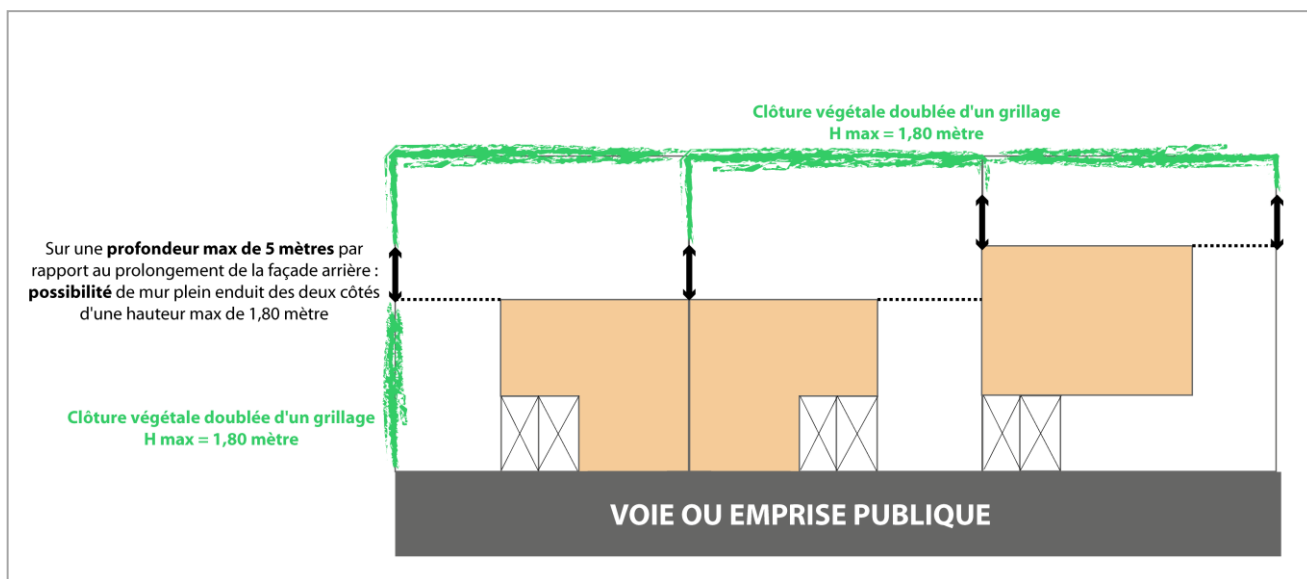 Clôture végétale doublée d'un grillage
H max = 1,80 mètre
Sur une profondeur max de 5 mètres par
rapport au prolongement de la façade arrière :
possibilité de mur plein enduit des deux côtés
d'une hauteur max de 1,80 mètre
Clôture végétale doublée d'un grillage
H max = 1,80 mètre
VOIE OU EMPRISE PUBLIQUE